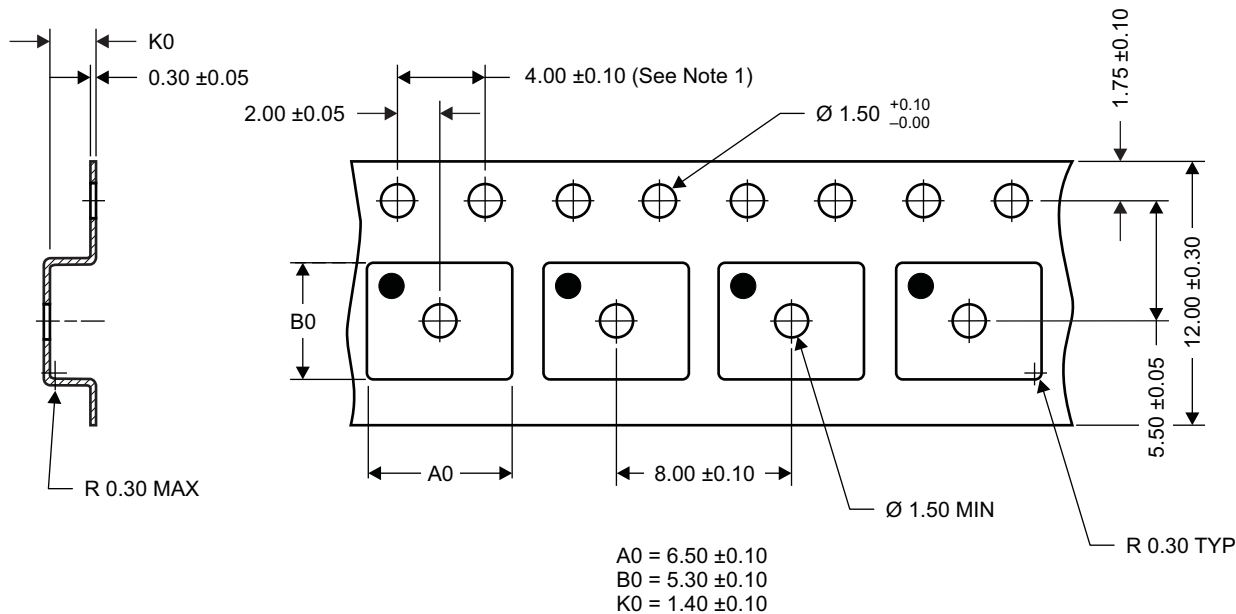 K0
0.30 ±0.05
4.00 ±0.10 (See Note 1)
2.00 ±0.05
Ø 1.50 +0.10 –0.00
1.75 ±0.10
B0
12.00 ±0.30
5.50 ±0.05
A0
8.00 ±0.10
R 0.30 MAX
Ø 1.50 MIN
R 0.30 TYP
A0 = 6.50 ±0.10
B0 = 5.30 ±0.10
K0 = 1.40 ±0.10